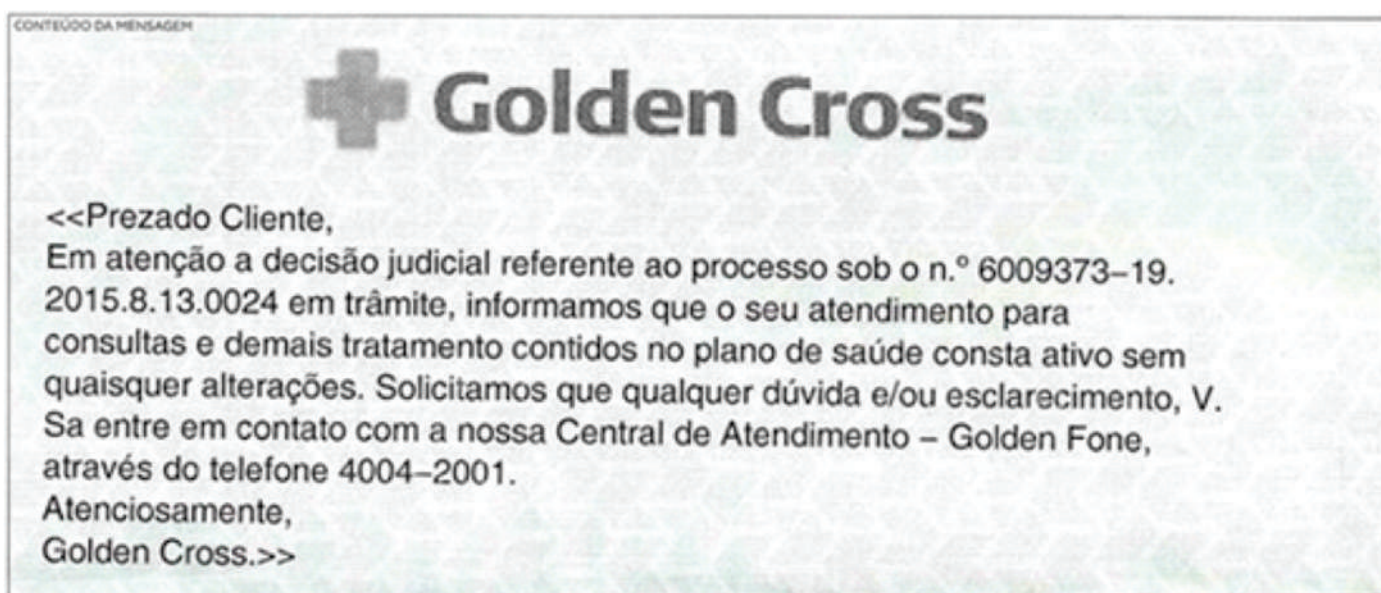 CONTEÚDO DA MENSAGEM
Golden Cross
<<Prezado Cliente,
Em atenção a decisão judicial referente ao processo sob o n.º 6009373–19.
2015.8.13.0024 em trâmite, informamos que o seu atendimento para
consultas e demais tratamento contidos no plano de saúde consta ativo sem
quaisquer alterações. Solicitamos que qualquer dúvida e/ou esclarecimento, V.
Sa entre em contato com a nossa Central de Atendimento – Golden Fone,
através do telefone 4004–2001.
Atenciosamente,
Golden Cross.>>